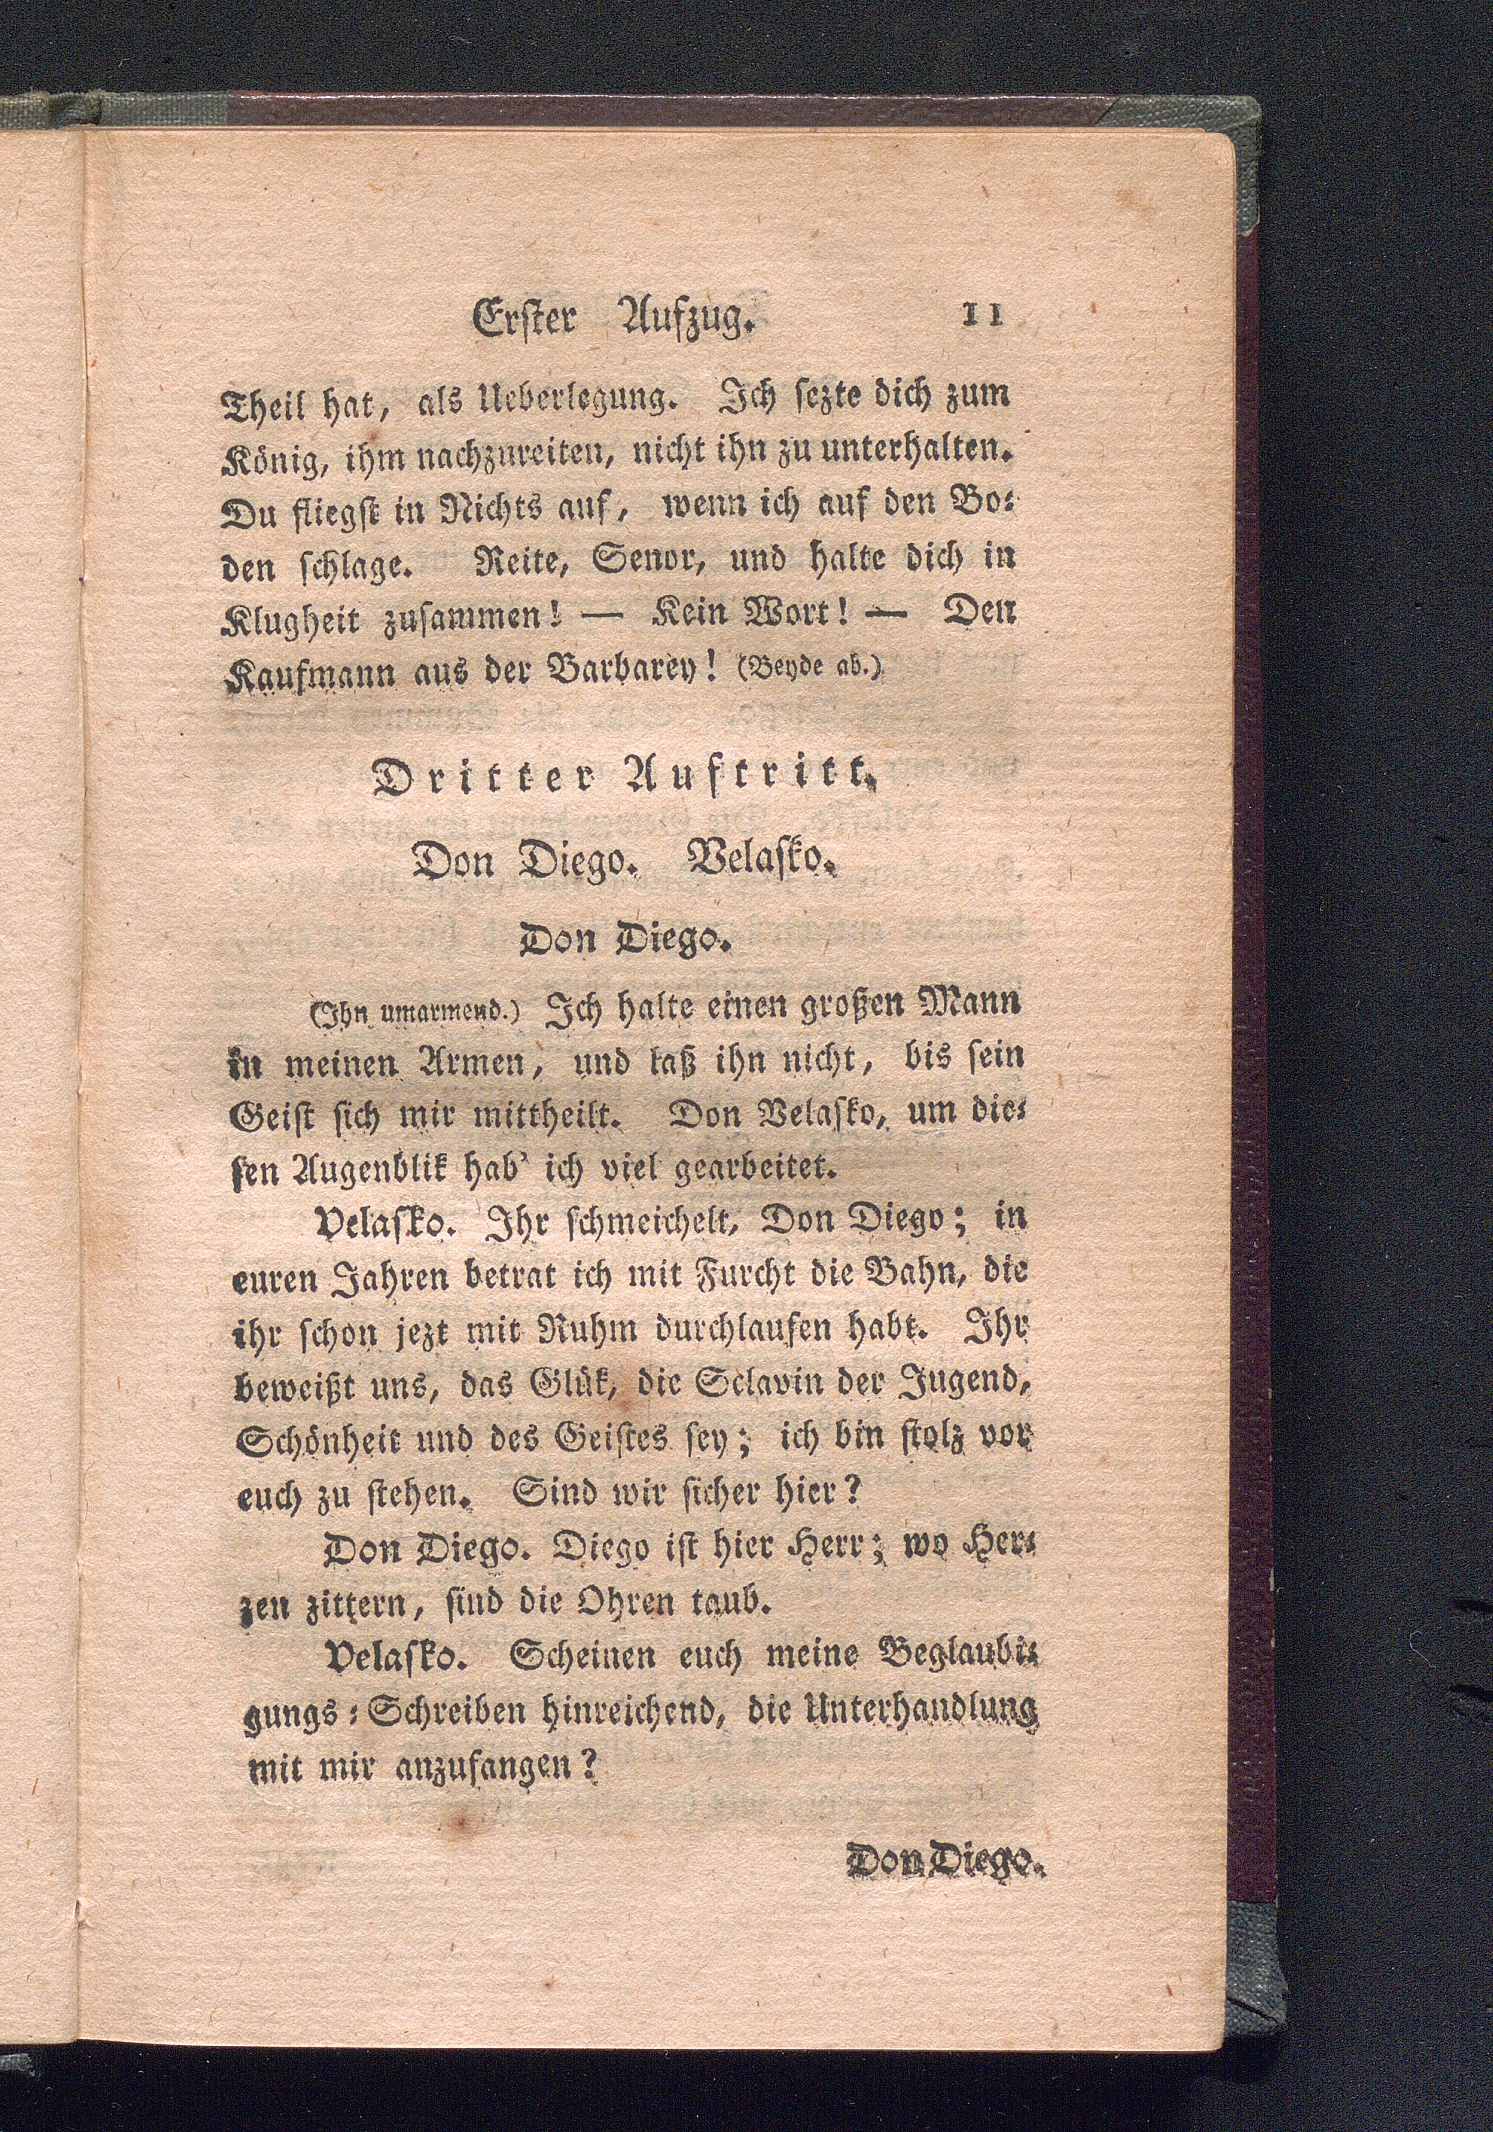 Erſter Aufzug. 11
Theil hat, als Ueberlegung. Ich ſezte dich zum
König, ihm nachzureiten, nicht ihn zu unterhalten.
Du fliegſt in Nichts auf, wenn ich auf den Bo⸗
den ſchlage. Reite, Senor, und halte dich in
Klugheit zuſammen! — Kein Wort! — Den
Kaufmann aus der Barbarey! (Beyde ab.)
Dritter Auftritt.
Don Diego. Velaſko.
Don Diego.
(Ihn umarmend.) Ich halte einen großen Mann
in meinen Armen, und laß ihn nicht, bis ſein
Geiſt ſich mir mittheilt. Don Velaſko, um die⸗
ſen Augenblik hab' ich viel gearbeitet.
Velaſko. Ihr ſchmeichelt, Don Diego; in
euren Jahren betrat ich mit Furcht die Bahn, die
ihr ſchon jezt mit Ruhm durchlaufen habt. Ihr
beweißt uns, das Glük, die Sclavin der Jugend,
Schönheit und des Geiſtes ſey; ich bin ſtolz vor
euch zu ſtehen. Sind wir ſicher hier?
Don Diego. Diego iſt hier Herr; wo Her⸗
zen zittern, ſind die Ohren taub.
Velaſko. Scheinen euch meine Beglaubi⸗
gungs⸗Schreiben hinreichend, die Unterhandlung
mit mir anzufangen?
Don Diego.